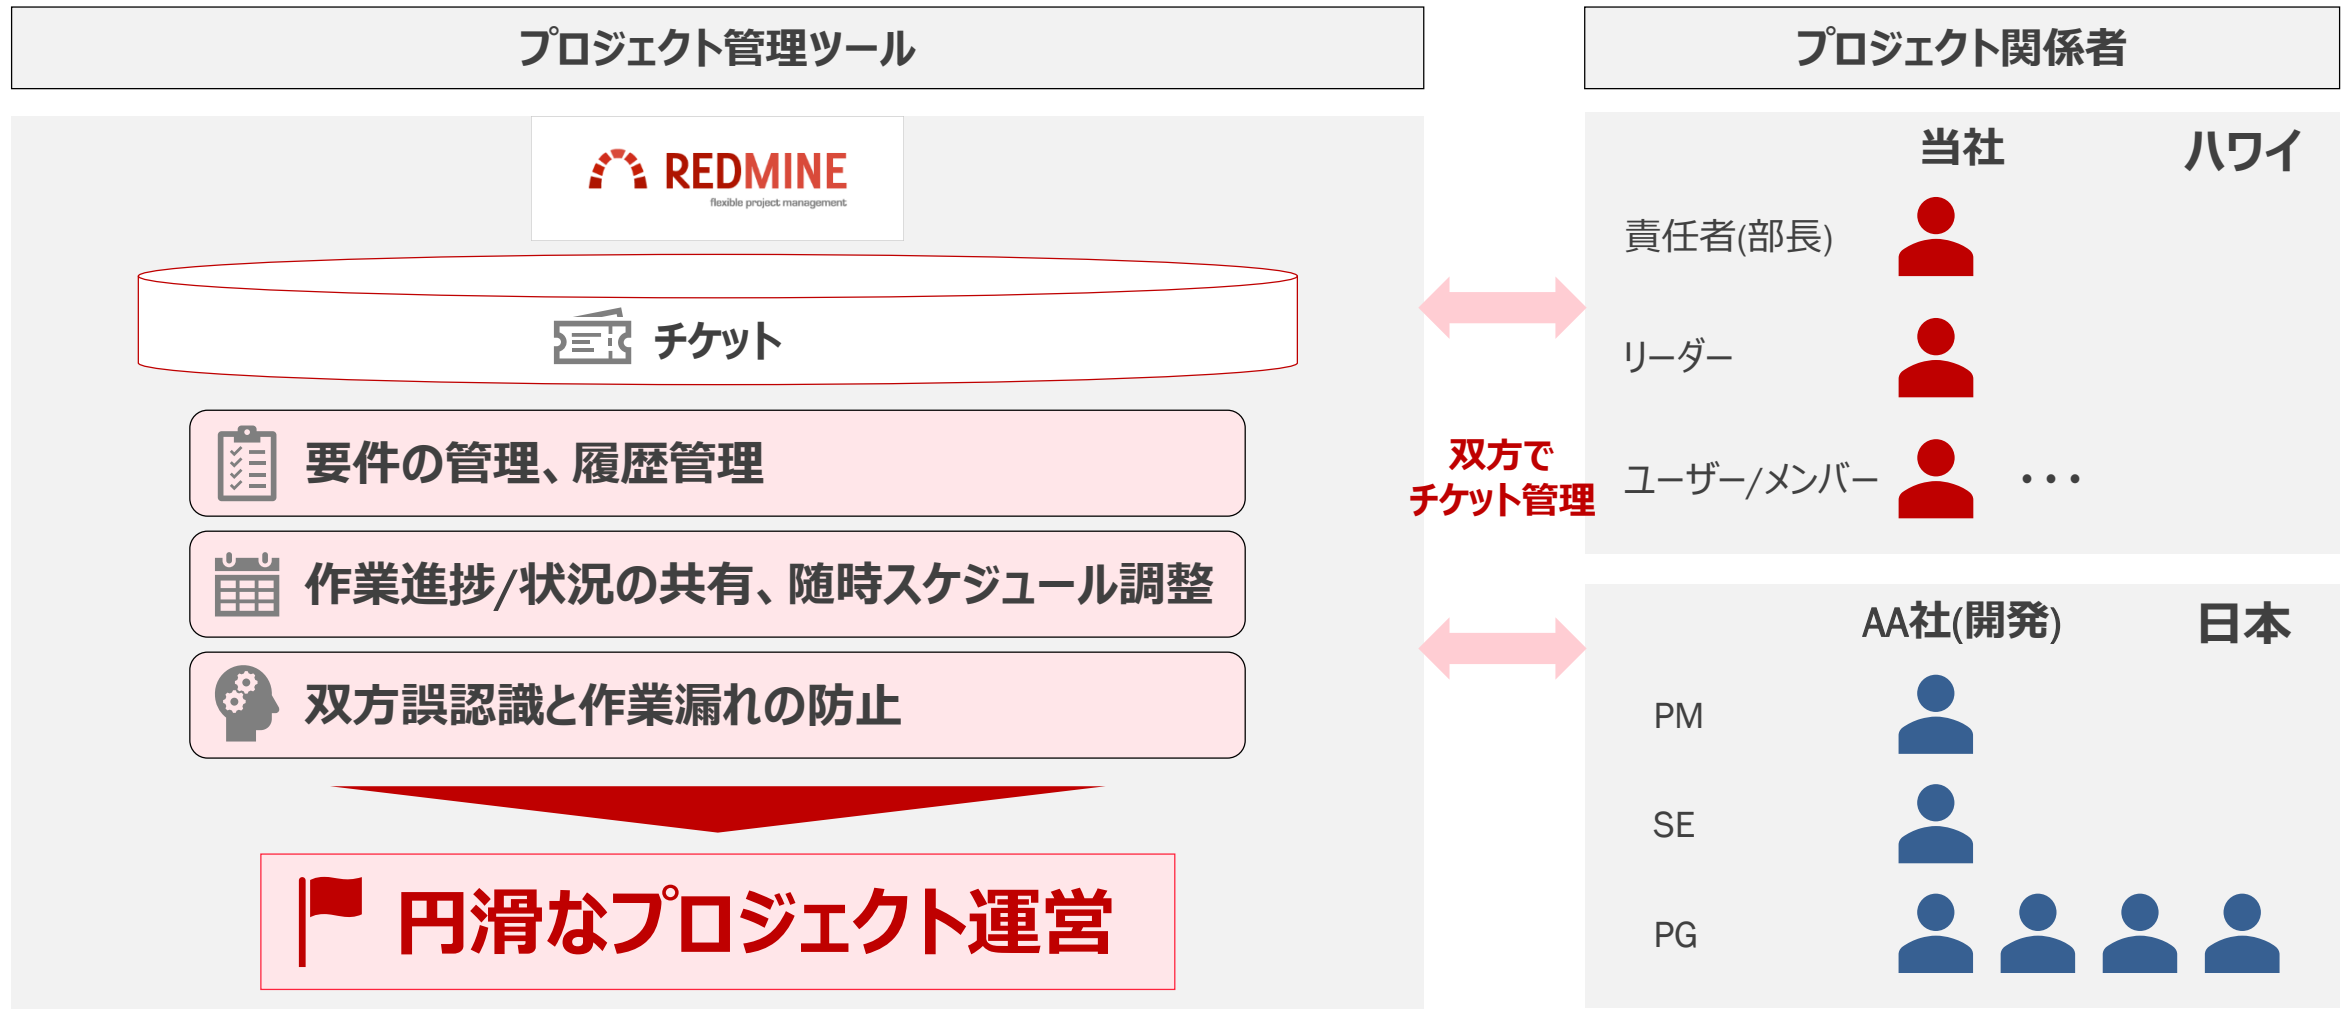 プロジェクト管理ツール
REDMINE
flexible project management
チケット
要件の管理、履歴管理
作業進捗/状況の共有、随時スケジュール調整
双方誤認識と作業漏れの防止
円滑なプロジェクト運営
双方で
チケット管理
プロジェクト関係者
当社
ハワイ
責任者(部長)
リーダー
ユーザー/メンバー
・・・
AA社(開発)
日本
PM
SE
PG